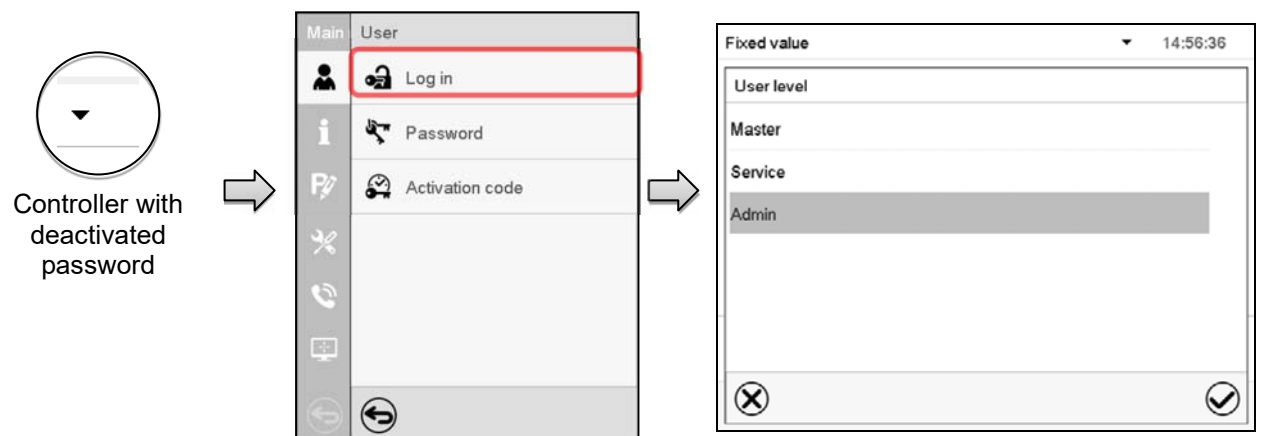 Controller with
deactivated
password
Main
User
Log in
Password
Activation code
Fixed value
14:56:36
User level
Master
Service
Admin